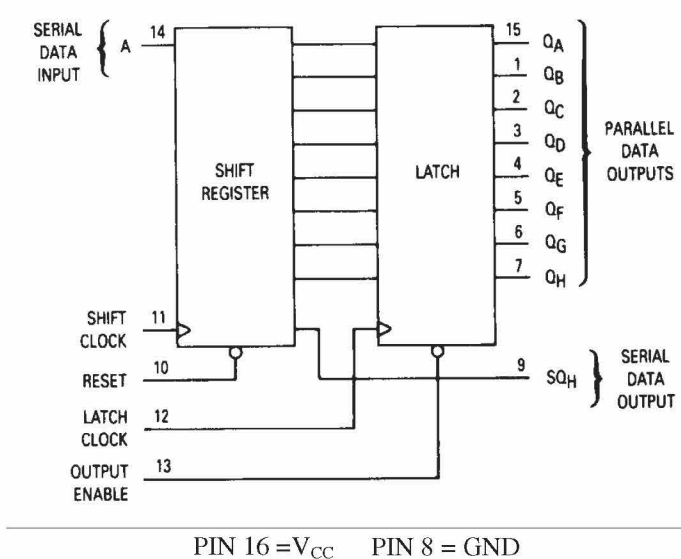 SERIAL
DATA
INPUT
A
14
SHIFT
REGISTER
LATCH
15
QA
1
QB
2
QC
3
QD
4
QE
5
QF
6
QG
7
QH
PARALLEL
DATA
OUTPUTS
SHIFT
CLOCK
11
RESET
10
LATCH
CLOCK
12
OUTPUT
ENABLE
13
9
SQH
SERIAL
DATA
OUTPUT
PIN 16 =VCC PIN 8 = GND